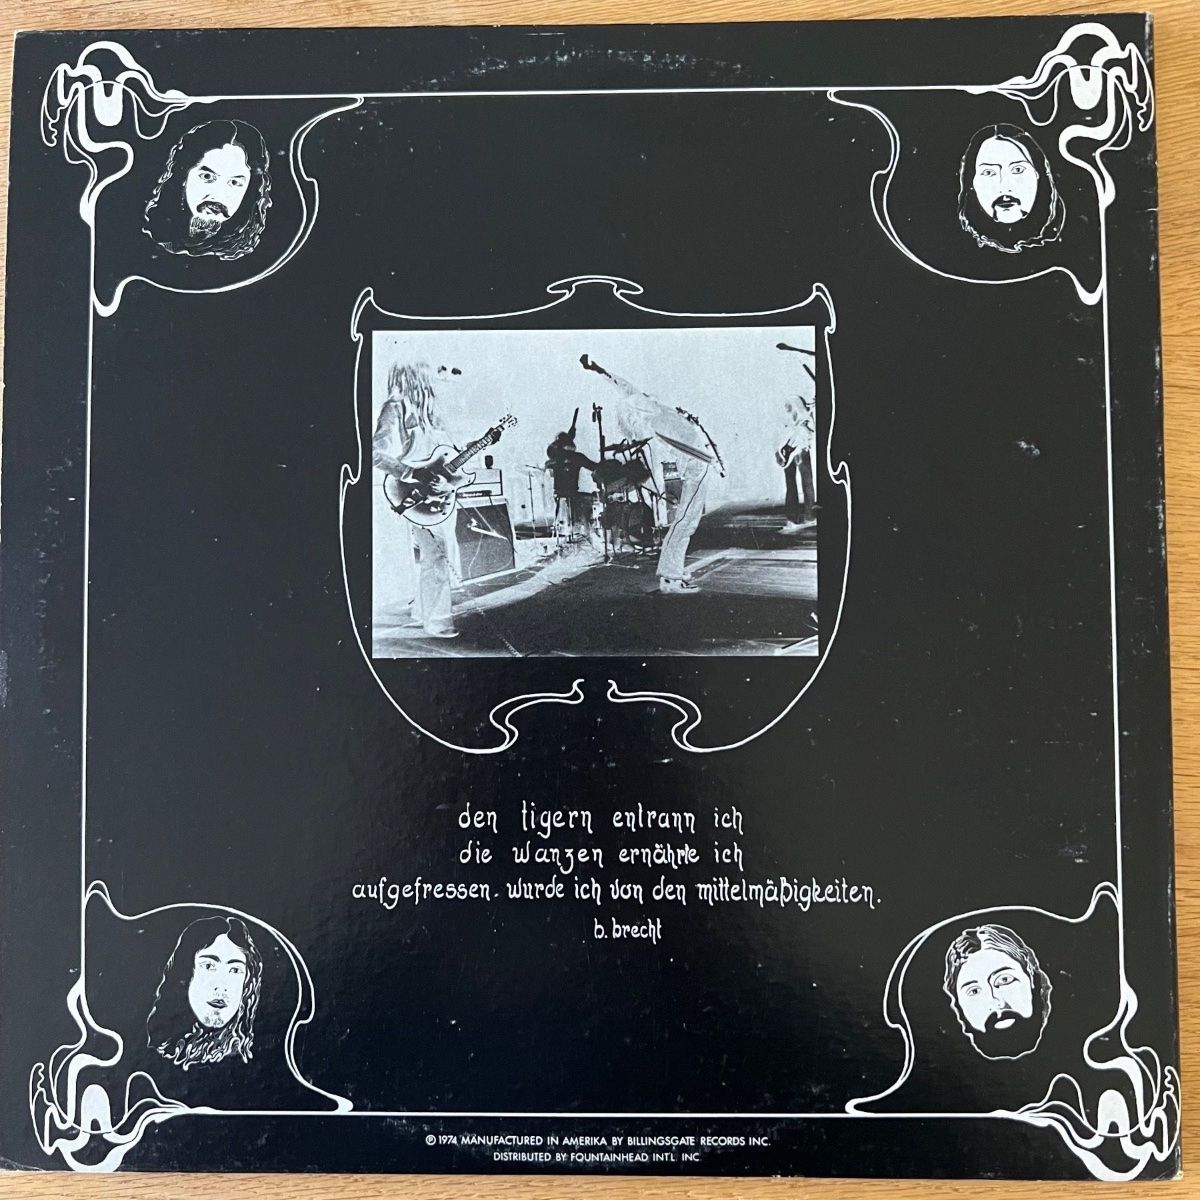 den tigern entrann ich
die wanzen ernährte ich
aufgefressen. wurde ich von den mittelmäßigkeiten.
b. brecht
℗ 1974 MANUFACTURED IN AMERIKA BY BILLINGSGATE RECORDS INC.
DISTRIBUTED BY FOUNTAINHEAD INT'L. INC.